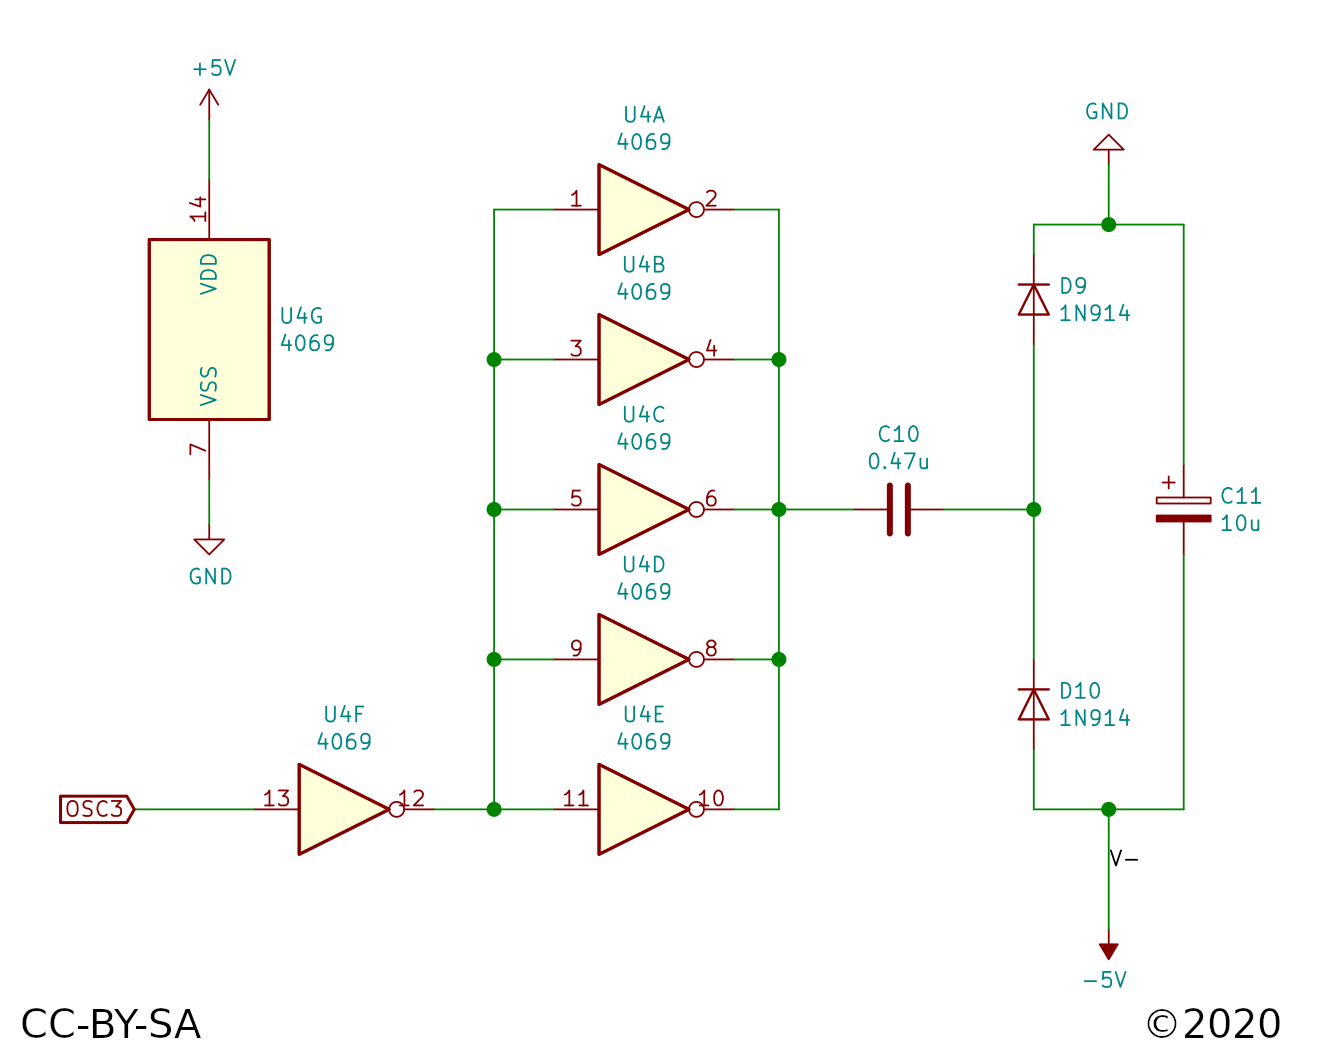 +5V
14
VDD
VSS
U4G
4069
7
GND
U4A
4069
1
2
U4B
4069
3
4
U4C
4069
5
6
U4D
4069
9
8
U4E
4069
11
10
U4F
4069
OSC3
13
12
C10
0.47u
GND
D9
1N914
+
C11
10u
D10
1N914
V-
-5V
CC-BY-SA
©2020